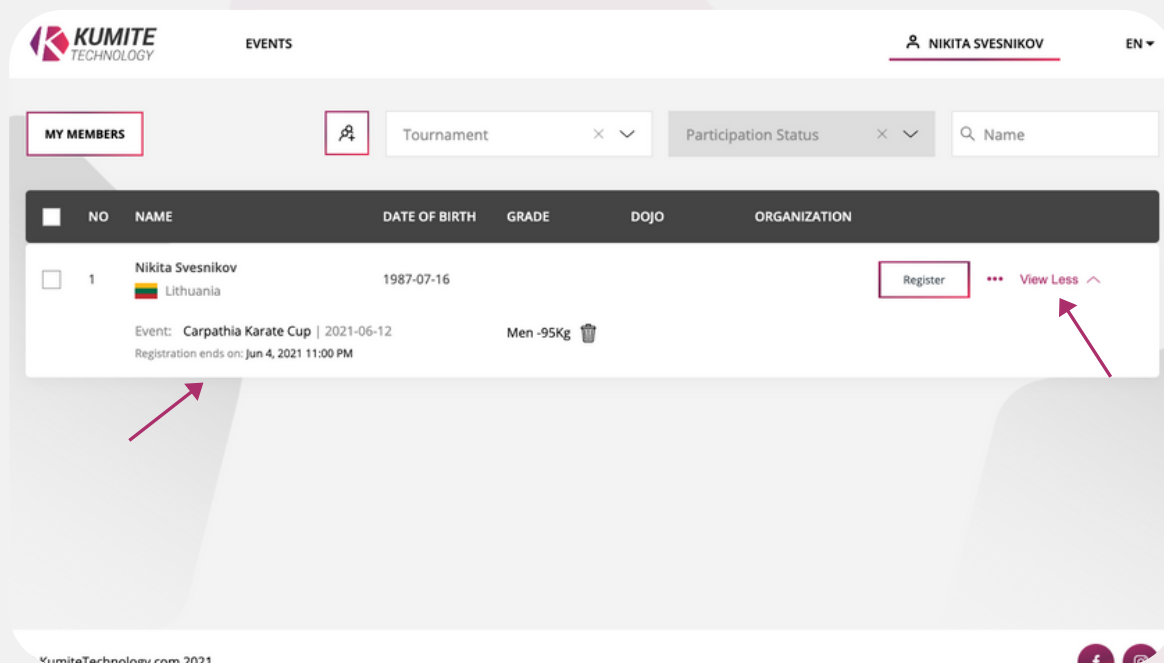 KUMITE
TECHNOLOGY
EVENTS
NIKITA SVESNIKOV
EN
MY MEMBERS
Tournament
Participation Status
Name
NO NAME DATE OF BIRTH GRADE DOJO ORGANIZATION
Nikita Svesnikov
1 1987-07-16 Register ••• View Less
Lithuania
Event: Carpathia Karate Cup | 2021-06-12 Men -95Kg
Registration ends on: Jun 4, 2021 11:00 PM
KumiteTechnology.com 2021